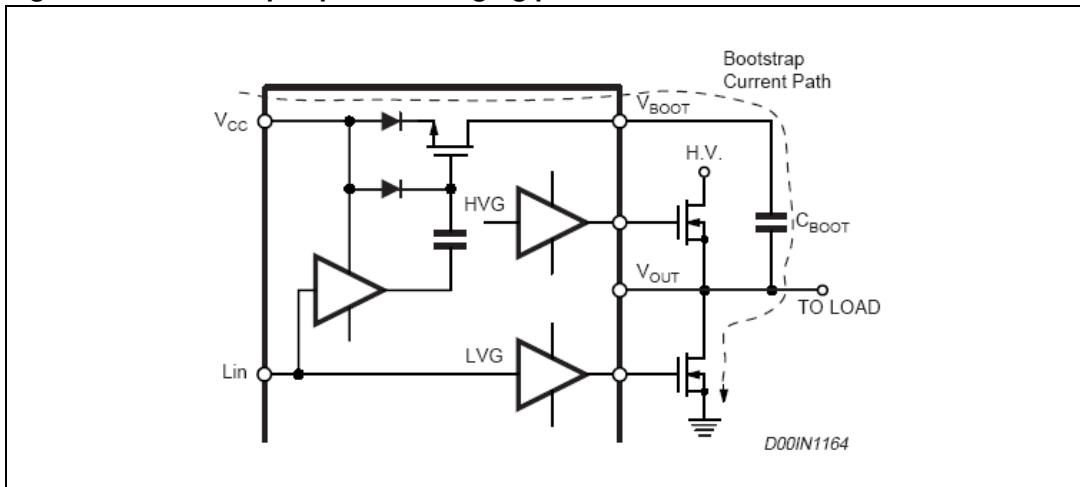 Bootstrap
Current Path
V_BOOT
V_CC
H.V.
HVG
C_BOOT
V_OUT
TO LOAD
LVG
Lin
D00IN1164